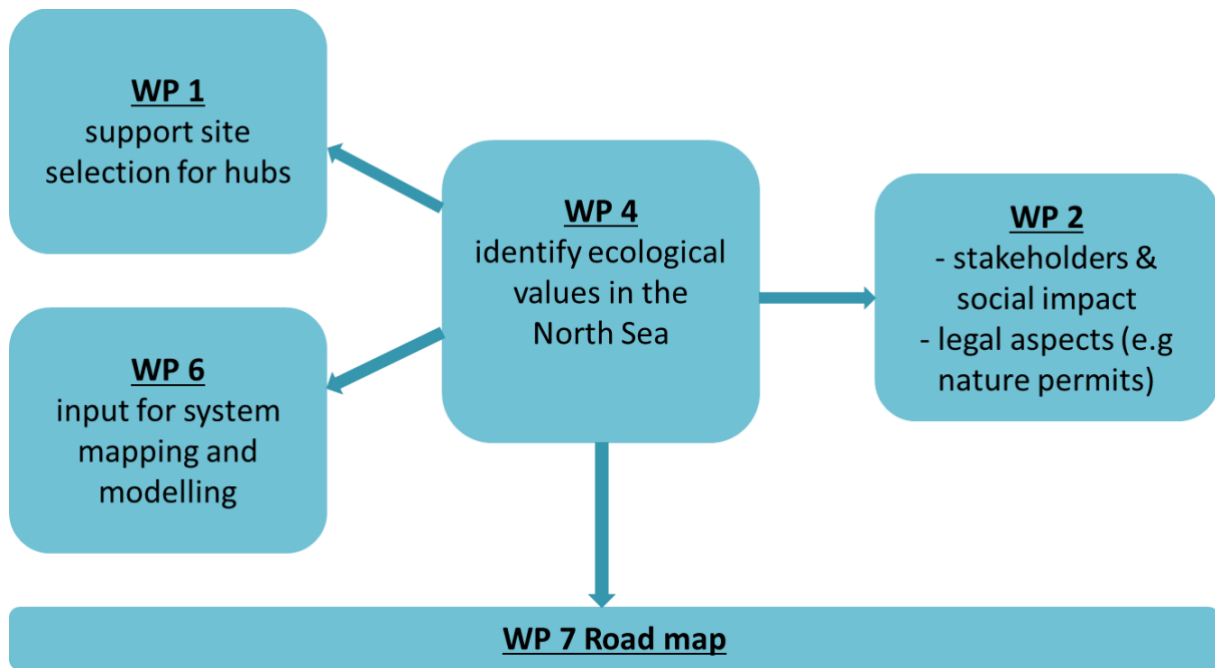 WP 1
support site
selection for hubs
WP 4
identify ecological
values in the
North Sea
WP 2
- stakeholders &
social impact
- legal aspects (e.g
nature permits)
WP 6
input for system
mapping and
modelling
WP 7 Road map